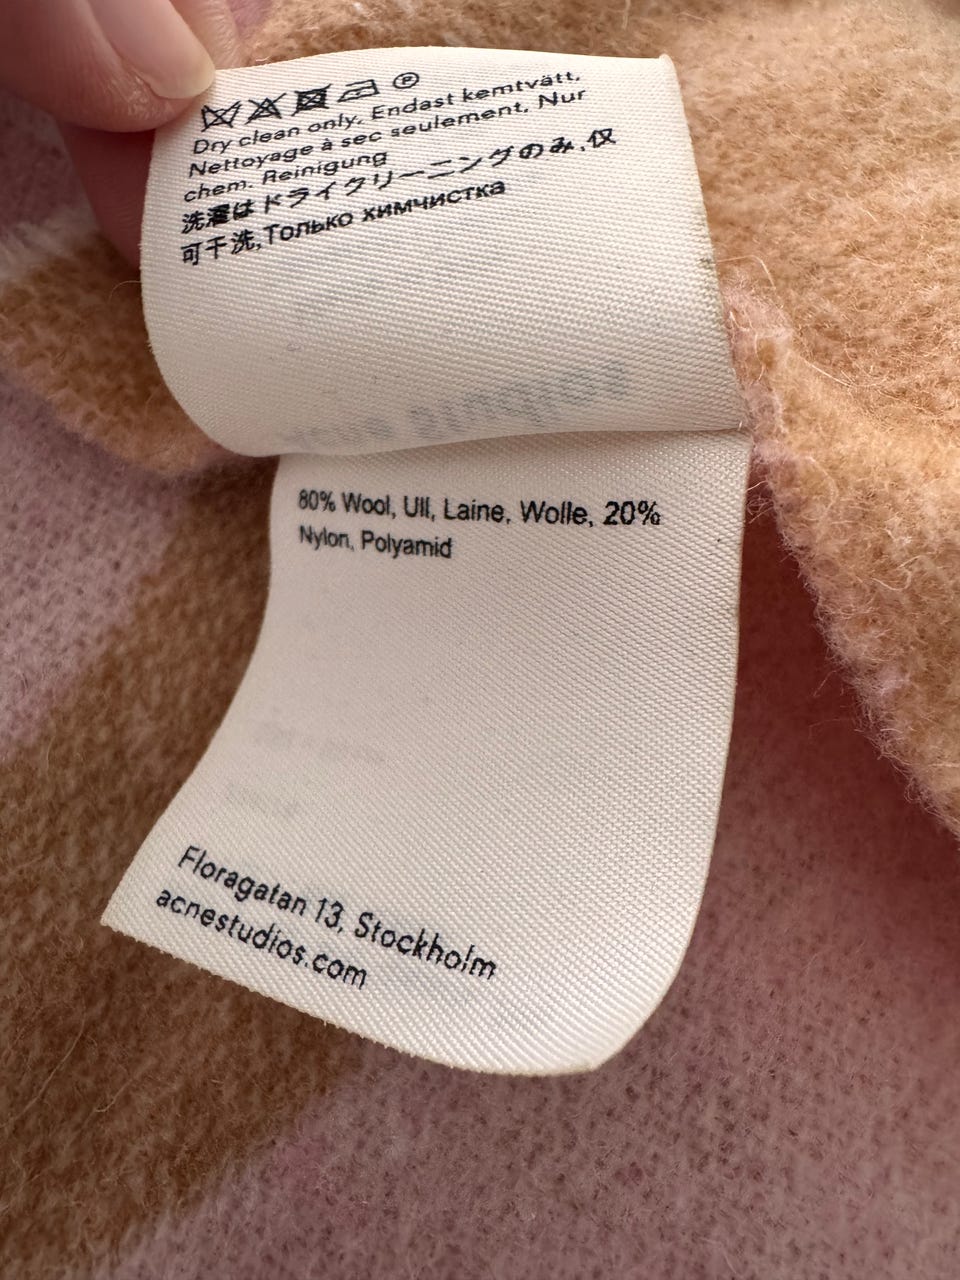 Ⓟ
Dry clean only, Endast kemtvätt,
Nettoyage à sec seulement, Nur
chem. Reinigung
洗濯はドライクリーニングのみ,仅
可干洗,Только химчистка
80% Wool, Ull, Laine, Wolle, 20%
Nylon, Polyamid
Floragatan 13, Stockholm
acnestudios.com